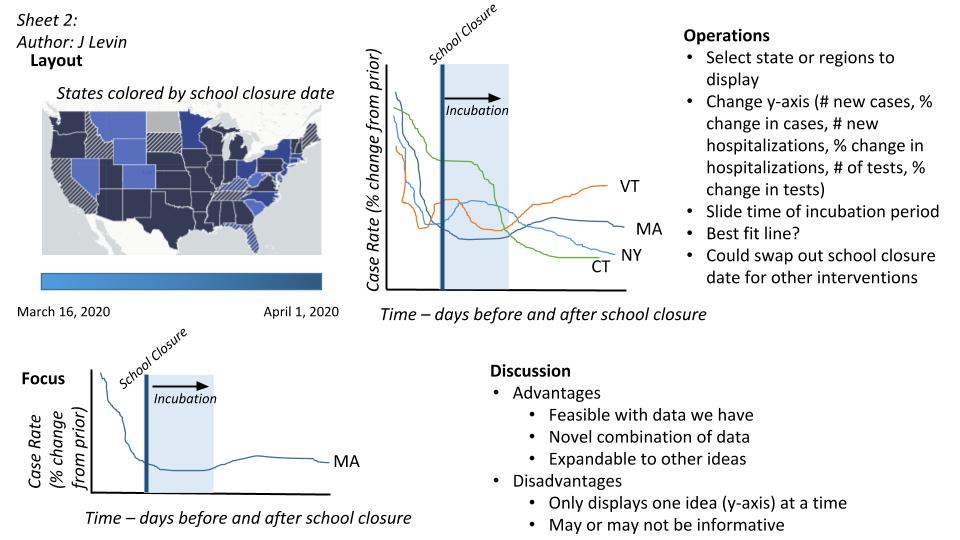 Sheet 2:
Author: J Levin
Layout
States colored by school closure date
March 16, 2020
April 1, 2020
School Closure
Incubation
Case Rate (% change from prior)
VT
MA
NY
CT
Time – days before and after school closure
Operations
• Select state or regions to
display
• Change y-axis (# new cases, %
change in cases, # new
hospitalizations, % change in
hospitalizations, # of tests, %
change in tests)
• Slide time of incubation period
• Best fit line?
• Could swap out school closure
date for other interventions
Focus
School Closure
Incubation
Case Rate
(% change
from prior)
MA
Time – days before and after school closure
Discussion
• Advantages
• Feasible with data we have
• Novel combination of data
• Expandable to other ideas
• Disadvantages
• Only displays one idea (y-axis) at a time
• May or may not be informative